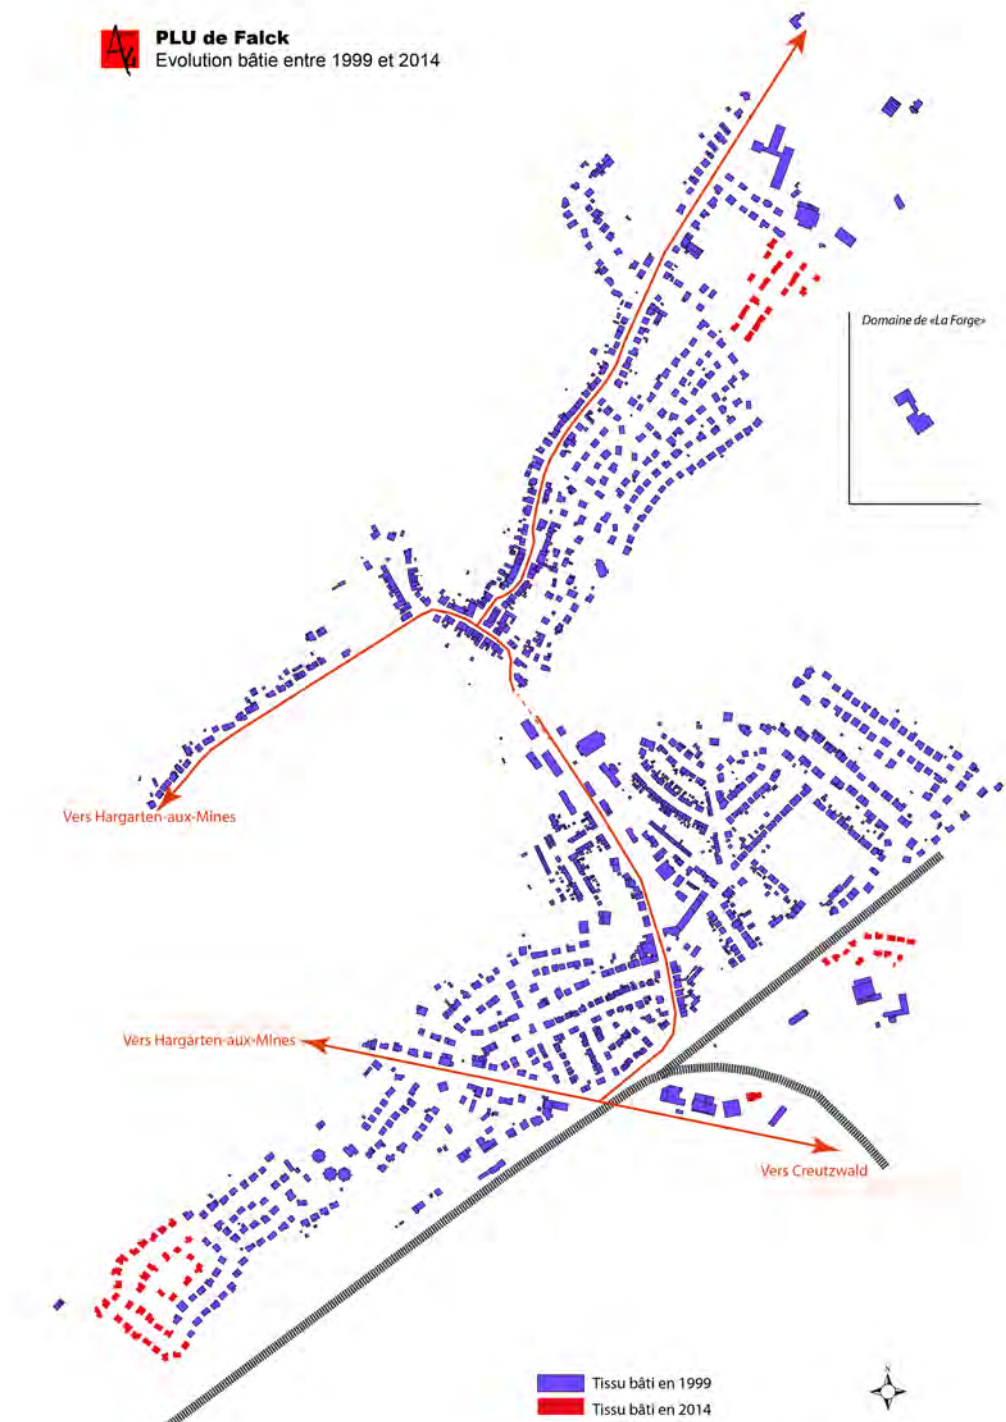 PLU de Falck
Evolution bâtie entre 1999 et 2014
Domaine de «La Forge»
Vers Hargarten-aux-Mines
Vers Hargarten-aux-Mines
Vers Creutzwald
Tissu bâti en 1999
N
Tissu bâti en 2014